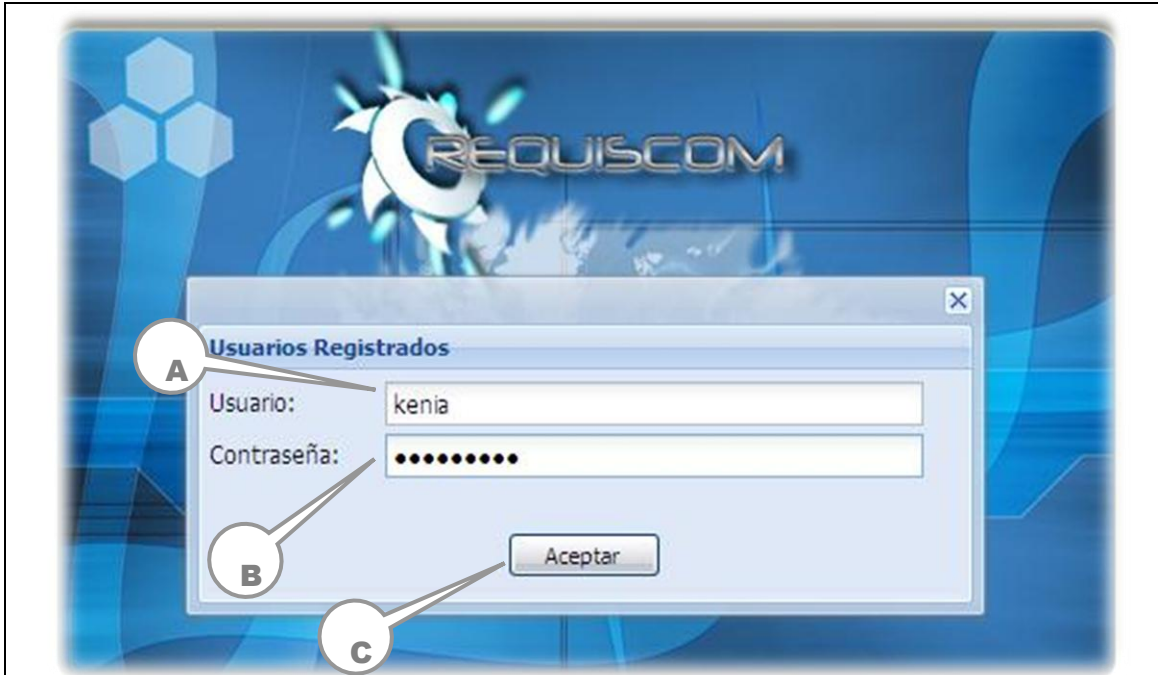 REQUISCOM
Usuarios Registrados
A
Usuario: kenia
Contraseña: •••••••••
B
Aceptar
C